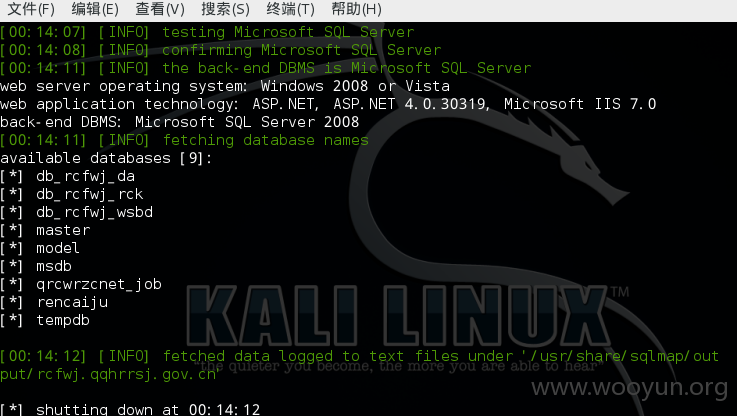 文件(F) 编辑(E) 查看(V) 搜索(S) 终端(T) 帮助(H)
[00:14:07] [INFO] testing Microsoft SQL Server
[00:14:08] [INFO] confirming Microsoft SQL Server
[00:14:11] [INFO] the back-end DBMS is Microsoft SQL Server
web server operating system: Windows 2008 or Vista
web application technology: ASP.NET, ASP.NET 4.0.30319, Microsoft IIS 7.0
back-end DBMS: Microsoft SQL Server 2008
[00:14:11] [INFO] fetching database names
available databases [9]:
[*] db_rcfwj_da
[*] db_rcfwj_rck
[*] db_rcfwj_wsbd
[*] master
[*] model
[*] msdb
[*] qrcwrzcnet_job
[*] rencaiju
[*] tempdb
KALI LINUX™
[00:14:12] [INFO] fetched data logged to text files under '/usr/share/sqlmap/out
"the quieter you become, the more you are able to hear"
put/rcfwj.qqhrrsj.gov.cn'
www.wooyun.org
[*] shutting down at 00:14:12